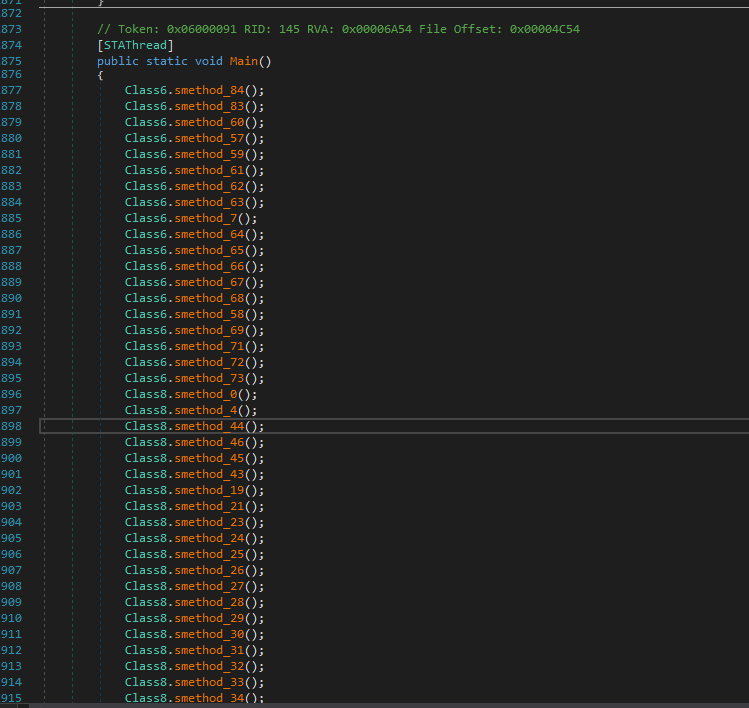 871 }
872
873 // Token: 0x06000091 RID: 145 RVA: 0x00006A54 File Offset: 0x00004C54
874 [STAThread]
875 public static void Main()
876 {
877 Class6.smethod_84();
878 Class6.smethod_83();
879 Class6.smethod_60();
880 Class6.smethod_57();
881 Class6.smethod_59();
882 Class6.smethod_61();
883 Class6.smethod_62();
884 Class6.smethod_63();
885 Class6.smethod_7();
886 Class6.smethod_64();
887 Class6.smethod_65();
888 Class6.smethod_66();
889 Class6.smethod_67();
890 Class6.smethod_68();
891 Class6.smethod_58();
892 Class6.smethod_69();
893 Class6.smethod_71();
894 Class6.smethod_72();
895 Class6.smethod_73();
896 Class8.smethod_0();
897 Class8.smethod_4();
898 Class8.smethod_44();
899 Class8.smethod_46();
900 Class8.smethod_45();
901 Class8.smethod_43();
902 Class8.smethod_19();
903 Class8.smethod_21();
904 Class8.smethod_23();
905 Class8.smethod_24();
906 Class8.smethod_25();
907 Class8.smethod_26();
908 Class8.smethod_27();
909 Class8.smethod_28();
910 Class8.smethod_29();
911 Class8.smethod_30();
912 Class8.smethod_31();
913 Class8.smethod_32();
914 Class8.smethod_33();
915 Class8.smethod_34();